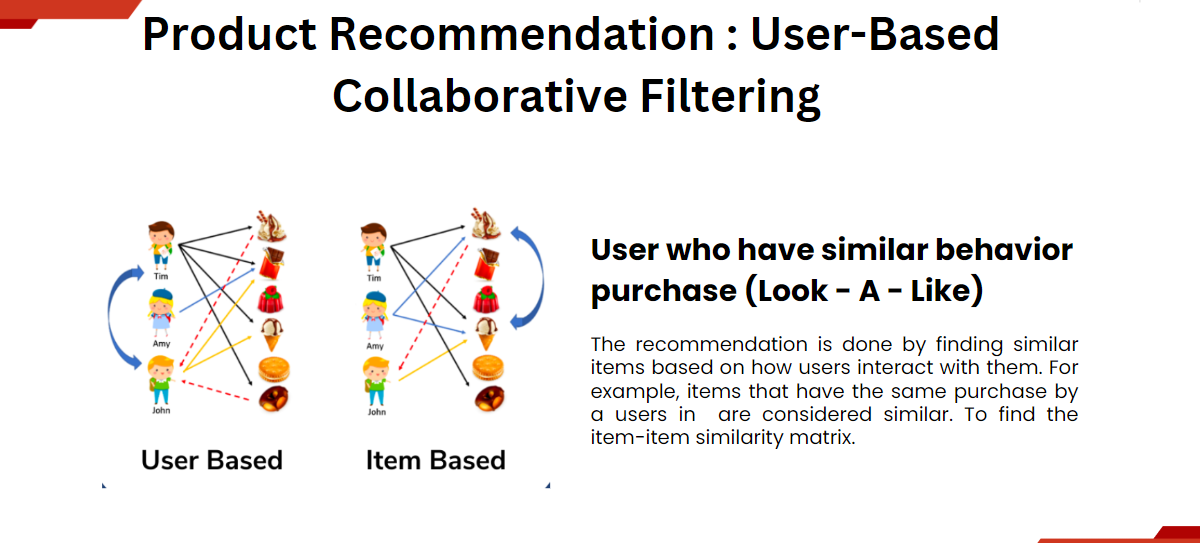 Product Recommendation : User-Based
Collaborative Filtering
Tim
Amy
John
User Based
Tim
Amy
John
Item Based
User who have similar behavior
purchase (Look - A - Like)
The recommendation is done by finding similar
items based on how users interact with them. For
example, items that have the same purchase by
a users in are considered similar. To find the
item-item similarity matrix.